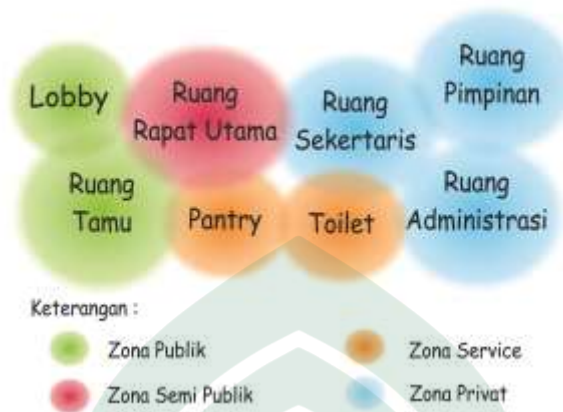 Lobby
Ruang
Rapat Utama
Ruang
Sekertaris
Ruang
Pimpinan
Ruang
Tamu
Pantry
Toilet
Ruang
Administrasi
Keterangan :
Zona Publik
Zona Service
Zona Semi Publik
Zona Privat